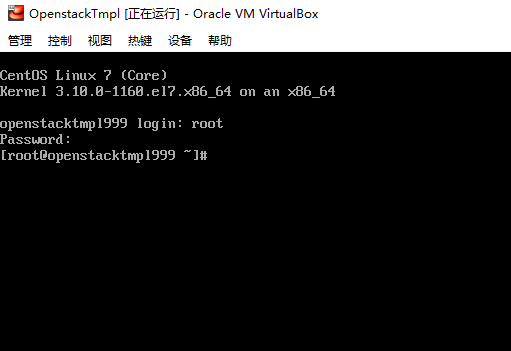 OpenstackTmpl [正在运行] - Oracle VM VirtualBox
管理 控制 视图 热键 设备 帮助
CentOS Linux 7 (Core)
Kernel 3.10.0-1160.el7.x86_64 on an x86_64
openstacktmpl999 login: root
Password:
[root@openstacktmpl999 ~]#